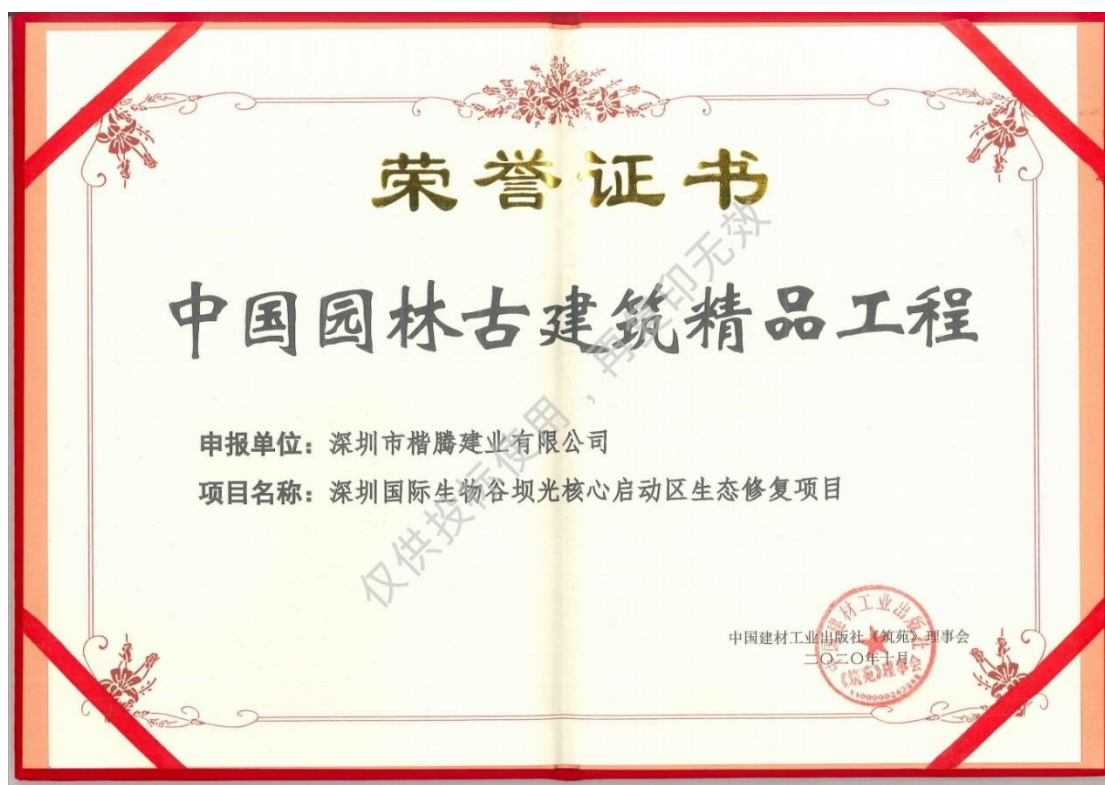 荣誉证书
中国园林古建筑精品工程
申报单位：深圳市楷腾建业有限公司
项目名称：深圳国际生物谷坝光核心启动区生态修复项目
中国建材工业出版社《筑苑》理事会
二〇二〇年十月
仅供投标使用，再复印无效